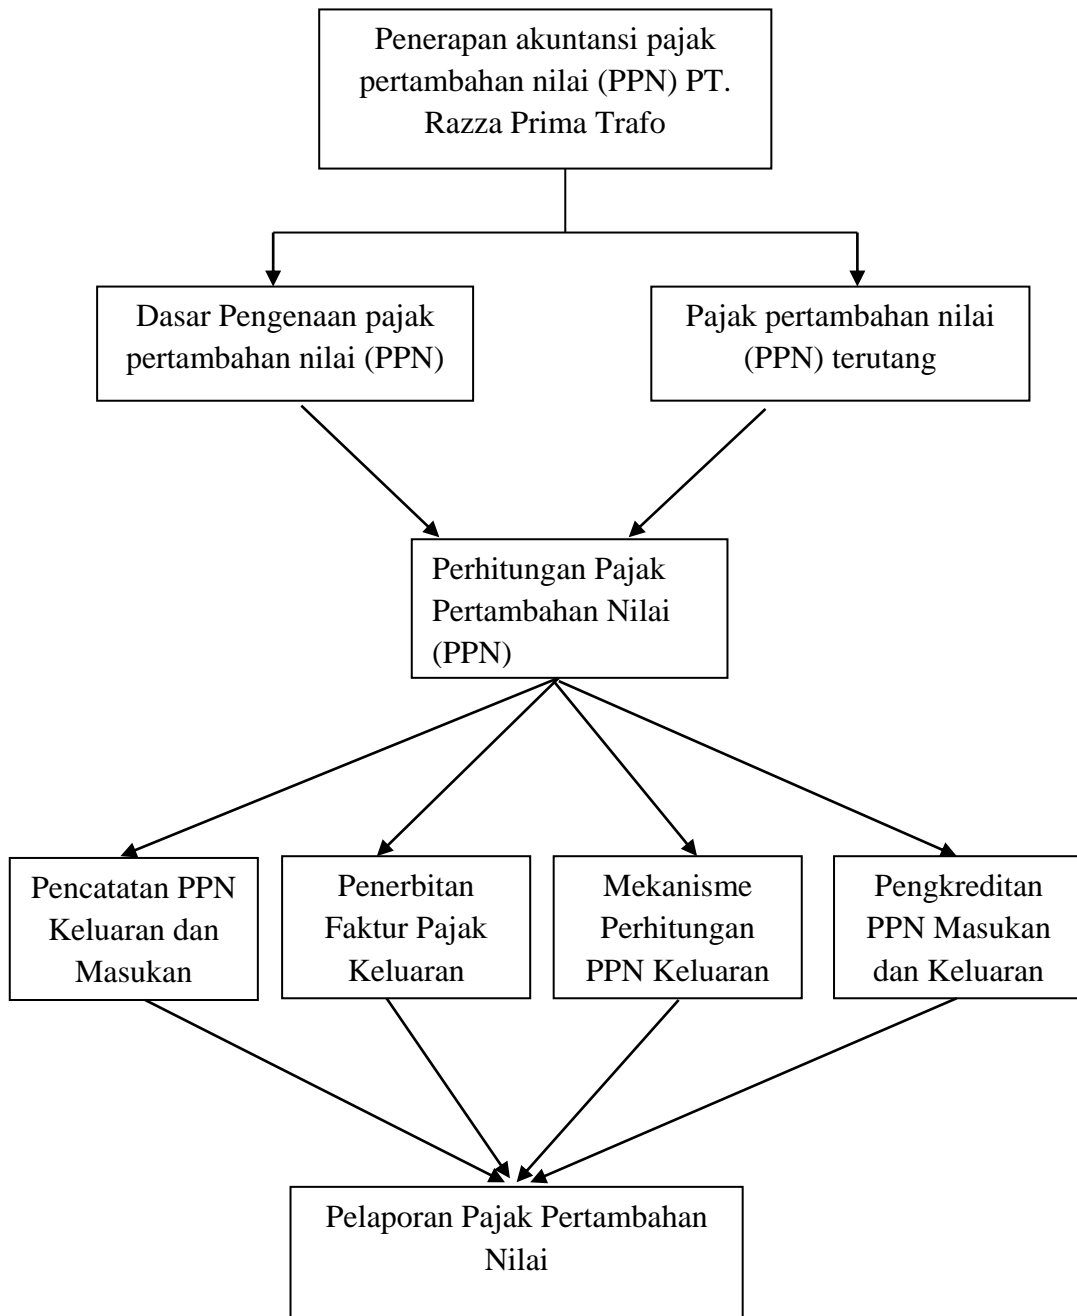 Penerapan akuntansi pajak
pertambahan nilai (PPN) PT.
Razza Prima Trafo
Dasar Pengenaan pajak
pertambahan nilai (PPN)
Pajak pertambahan nilai
(PPN) terutang
Perhitungan Pajak
Pertambahan Nilai
(PPN)
Pencatatan PPN
Keluaran dan
Masukan
Penerbitan
Faktur Pajak
Keluaran
Mekanisme
Perhitungan
PPN Keluaran
Pengkreditan
PPN Masukan
dan Keluaran
Pelaporan Pajak Pertambahan
Nilai